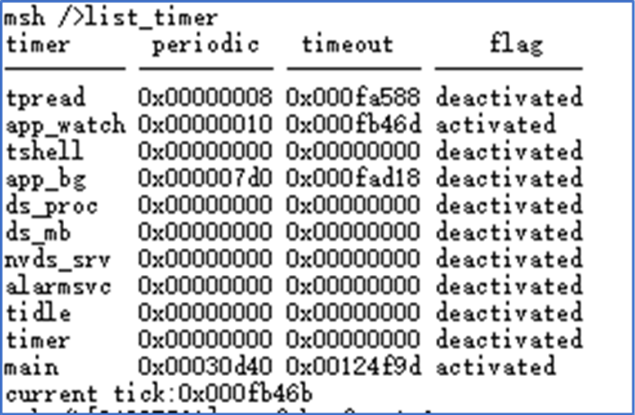 msh />list_timer
timer periodic timeout flag
tpread 0x00000008 0x000fa588 deactivated
app_watch 0x00000010 0x000fb46d activated
tshell 0x00000000 0x00000000 deactivated
app_bg 0x000007d0 0x000fad18 deactivated
ds_proc 0x00000000 0x00000000 deactivated
ds_mb 0x00000000 0x00000000 deactivated
nvds_srv 0x00000000 0x00000000 deactivated
alarmsvc 0x00000000 0x00000000 deactivated
tidle 0x00000000 0x00000000 deactivated
timer 0x00000000 0x00000000 deactivated
main 0x00030d40 0x00124f9d activated
current tick:0x000fb46b